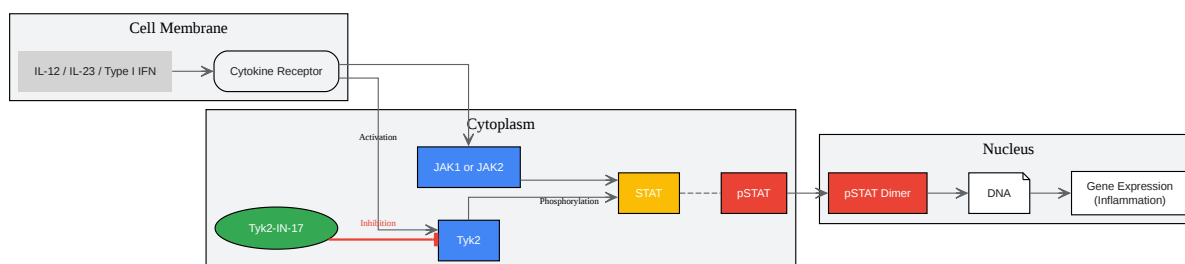 Cell Membrane
IL-12 / IL-23 / Type I IFN
Cytokine Receptor
Cytoplasm
Activation
JAK1 or JAK2
STAT
pSTAT
Phosphorylation
Inhibition
Tyk2-IN-17
Tyk2
Nucleus
pSTAT Dimer
DNA
Gene Expression
(Inflammation)